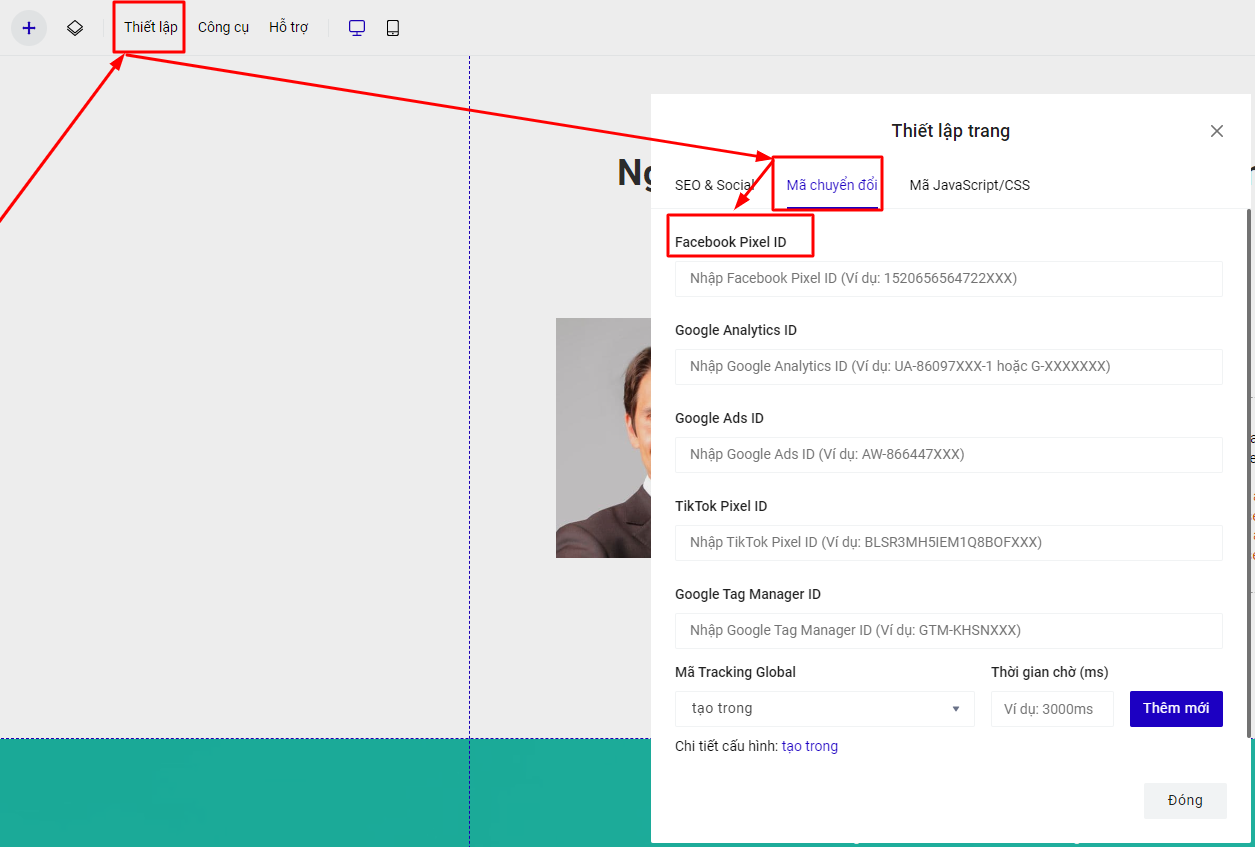 Thiết lập Công cụ Hỗ trợ
Thiết lập trang
SEO & Social Mã chuyển đổi Mã JavaScript/CSS
Facebook Pixel ID
Nhập Facebook Pixel ID (Ví dụ: 1520656564722XXX)
Google Analytics ID
Nhập Google Analytics ID (Ví dụ: UA-86097XXX-1 hoặc G-XXXXXXX)
Google Ads ID
Nhập Google Ads ID (Ví dụ: AW-866447XXX)
TikTok Pixel ID
Nhập TikTok Pixel ID (Ví dụ: BLSR3MH5IEM1Q8BOFXXX)
Google Tag Manager ID
Nhập Google Tag Manager ID (Ví dụ: GTM-KHSNXXX)
Mã Tracking Global Thời gian chờ (ms)
tạo trong Ví dụ: 3000ms Thêm mới
Chi tiết cấu hình: tạo trong
Đóng